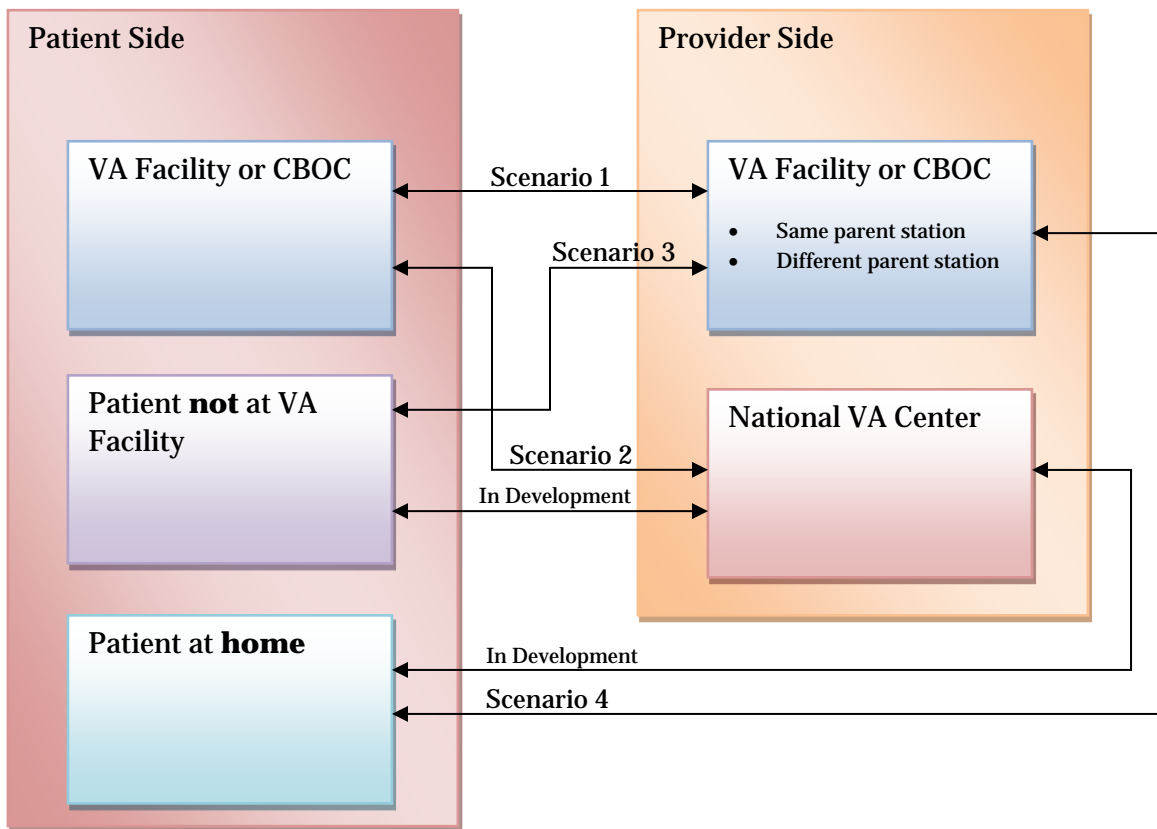 Patient Side
VA Facility or CBOC
Patient not at VA
Facility
Patient at home
Scenario 1
Scenario 3
Scenario 2
In Development
In Development
Scenario 4
Provider Side
VA Facility or CBOC
• Same parent station
• Different parent station
National VA Center